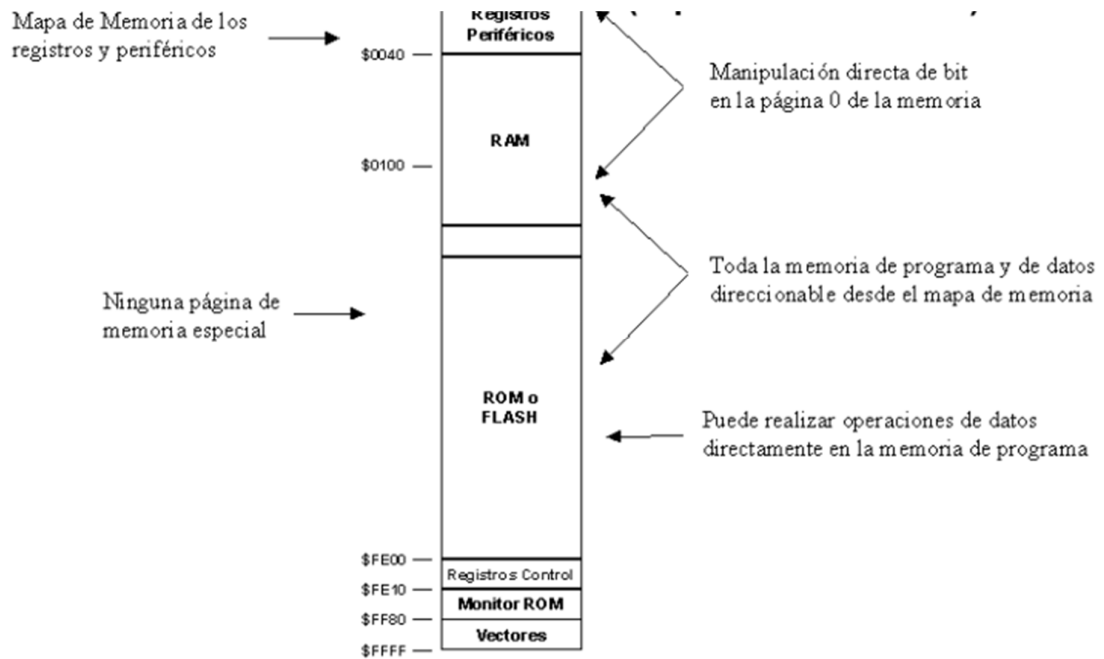 Mapa de Memoria de los
registros y periféricos
Registros
Periféricos
$0040
Manipulación directa de bit
en la página 0 de la memoria
RAM
$0100
Toda la memoria de programa y de datos
direccionable desde el mapa de memoria
Ninguna página de
memoria especial
ROM o
FLASH
Puede realizar operaciones de datos
directamente en la memoria de programa
$FE00
Registros Control
$FE10
Monitor ROM
$FF80
Vectores
$FFFF